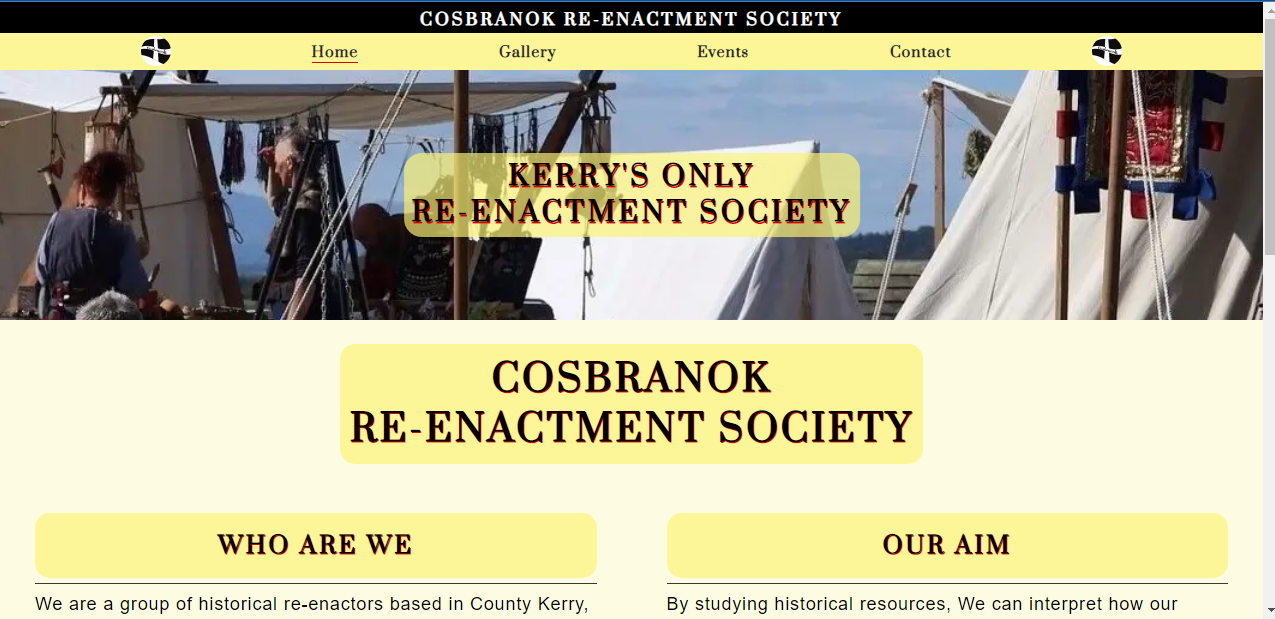 COSBRANOK RE-ENACTMENT SOCIETY
Home Gallery Events Contact
KERRY'S ONLY
RE-ENACTMENT SOCIETY
COSBRANOK
RE-ENACTMENT SOCIETY
WHO ARE WE
We are a group of historical re-enactors based in County Kerry,
OUR AIM
By studying historical resources, We can interpret how our